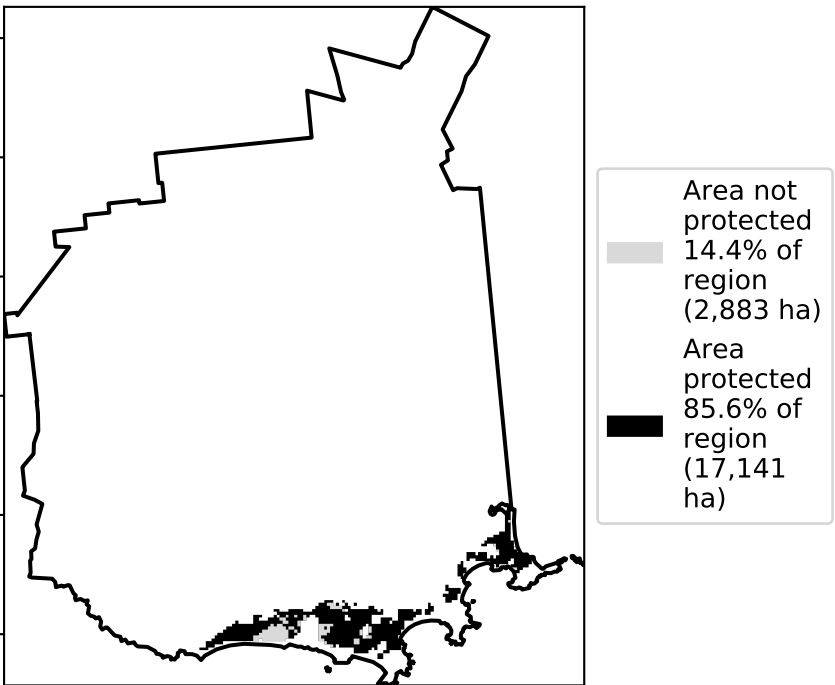 Area not
protected
14.4% of
region
(2,883 ha)
Area
protected
85.6% of
region
(17,141
ha)